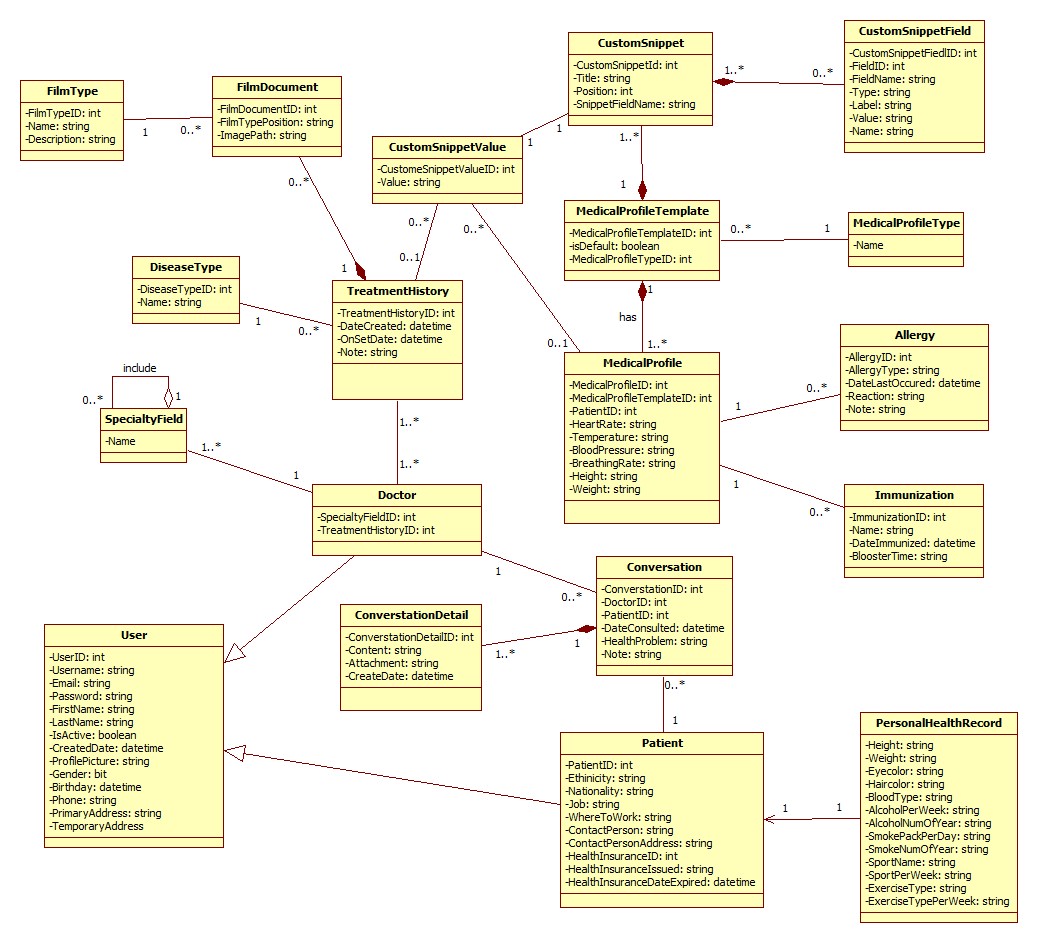 CustomSnippet
-CustomSnippetId: int
-Title: string
-Position: int
-SnippetFieldName: string
1..*
0..*
CustomSnippetField
-CustomSnippetFiedlID: int
-FieldID: int
-FieldName: string
-Type: string
-Label: string
-Value: string
-Name: string
FilmType
-FilmTypeID: int
-Name: string
-Description: string
1
0..*
FilmDocument
-FilmDocumentID: int
-FilmTypePosition: string
-ImagePath: string
0..*
1
CustomSnippetValue
-CustomeSnippetValueID: int
-Value: string
1
1
0..*
0..1
0..*
0..1
1..*
1
MedicalProfileTemplate
-MedicalProfileTemplateID: int
-isDefault: boolean
-MedicalProfileTypeID: int
0..*
1
MedicalProfileType
-Name
1
has
1..*
DiseaseType
-DiseaseTypeID: int
-Name: string
1
0..*
TreatmentHistory
-TreatmentHistoryID: int
-DateCreated: datetime
-OnSetDate: datetime
-Note: string
1..*
1..*
include
0..*
1
SpecialtyField
-Name
1..*
1
MedicalProfile
-MedicalProfileID: int
-MedicalProfileTemplateID: int
-PatientID: int
-HeartRate: string
-Temperature: string
-BloodPressure: string
-BreathingRate: string
-Height: string
-Weight: string
1
0..*
Allergy
-AllergyID: int
-AllergyType: string
-DateLastOccured: datetime
-Reaction: string
-Note: string
1
0..*
Immunization
-ImmunizationID: int
-Name: string
-DateImmunized: datetime
-BloosterTime: string
Doctor
-SpecialtyFieldID: int
-TreatmentHistoryID: int
1
0..*
Conversation
-ConverstationID: int
-DoctorID: int
-PatientID: int
-DateConsulted: datetime
-HealthProblem: string
-Note: string
ConverstationDetail
-ConverstationDetailID: int
-Content: string
-Attachment: string
-CreateDate: datetime
1..*
1
0..*
1
User
-UserID: int
-Username: string
-Email: string
-Password: string
-FirstName: string
-LastName: string
-IsActive: boolean
-CreatedDate: datetime
-ProfilePicture: string
-Gender: bit
-Birthday: datetime
-Phone: string
-PrimaryAddress: string
-TemporaryAddress
Patient
-PatientID: int
-Ethinicity: string
-Nationality: string
-Job: string
-WhereToWork: string
-ContactPerson: string
-ContactPersonAddress: string
-HealthInsuranceID: int
-HealthInsuranceIssued: string
-HealthInsuranceDateExpired: datetime
1
1
PersonalHealthRecord
-Height: string
-Weight: string
-Eyecolor: string
-Haircolor: string
-BloodType: string
-AlcoholPerWeek: string
-AlcoholNumOfYear: string
-SmokePackPerDay: string
-SmokeNumOfYear: string
-SportName: string
-SportPerWeek: string
-ExerciseType: string
-ExerciseTypePerWeek: string